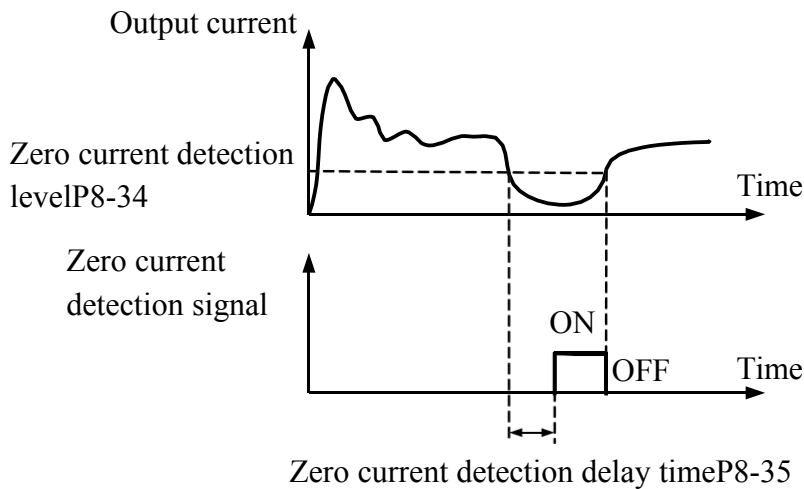 Output current
Zero current detection
levelP8-34
Time
Zero current
detection signal
ON
OFF
Time
Zero current detection delay timeP8-35